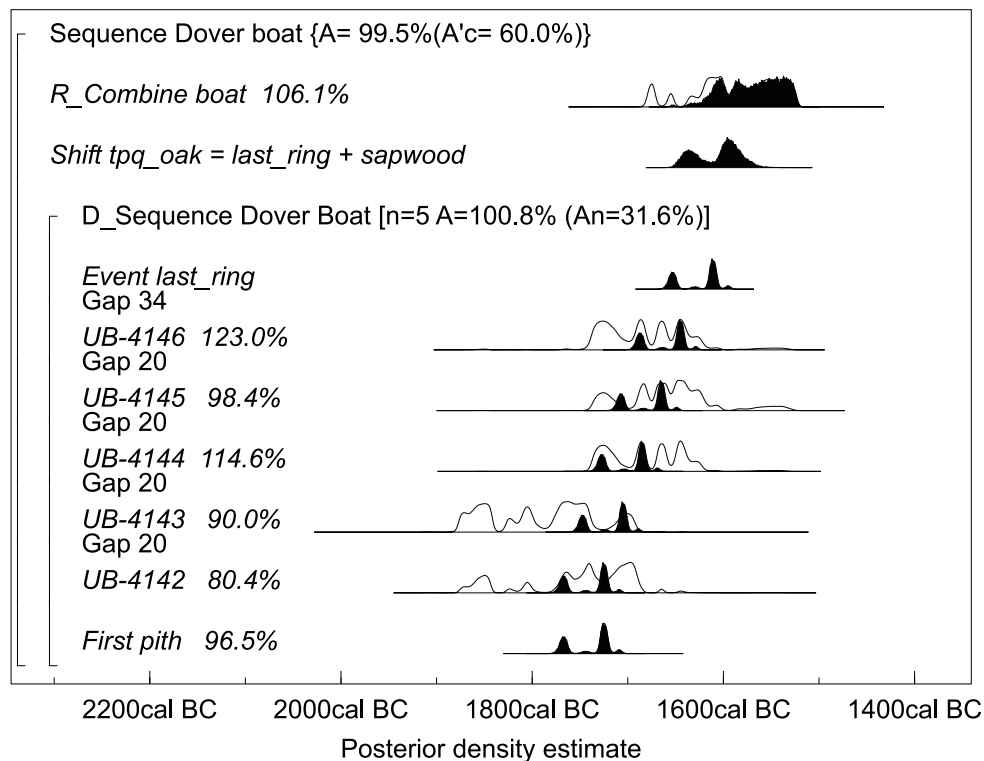 Sequence Dover boat {A= 99.5%(A'c= 60.0%)}
R_Combine boat 106.1%
Shift tpq_oak = last_ring + sapwood
D_Sequence Dover Boat [n=5 A=100.8% (An=31.6%)]
Event last_ring
Gap 34
UB-4146 123.0%
Gap 20
UB-4145 98.4%
Gap 20
UB-4144 114.6%
Gap 20
UB-4143 90.0%
Gap 20
UB-4142 80.4%
First pith 96.5%
2200cal BC 2000cal BC 1800cal BC 1600cal BC 1400cal BC
Posterior density estimate